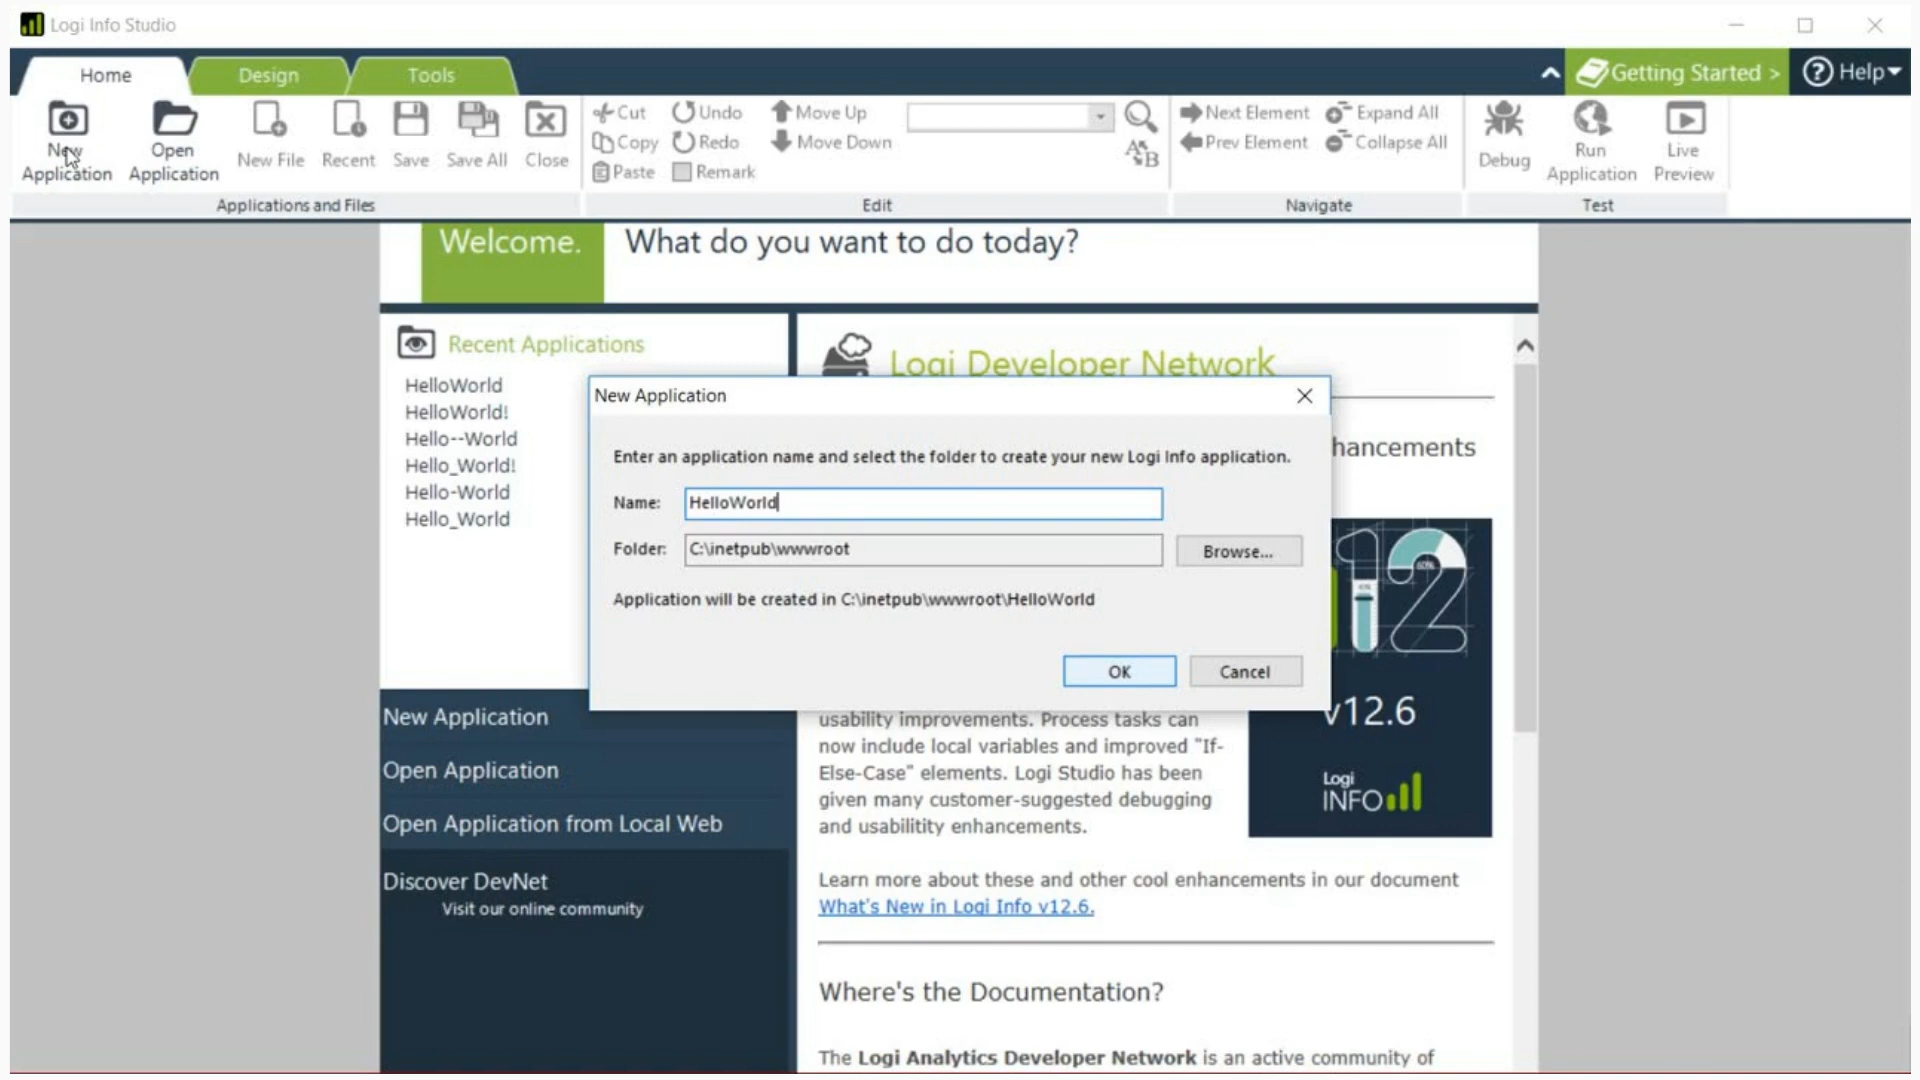 Logi Info Studio
Home Design Tools Getting Started > Help
New Application
Open Application
New File Recent Save Save All Close
Cut Undo Move Up
Copy Redo Move Down
Paste Remark
Next Element Expand All
Prev Element Collapse All
Debug
Run Application
Live Preview
Applications and Files Edit Navigate Test
Welcome. What do you want to do today?
Recent Applications
HelloWorld
HelloWorld!
Hello--World
Hello_World!
Hello-World
Hello_World
New Application
Open Application
Open Application from Local Web
Discover DevNet
Visit our online community
Logi Developer Network
hancements
New Application
Enter an application name and select the folder to create your new Logi Info application.
Name: HelloWorld
Folder: C:\inetpub\wwwroot Browse...
Application will be created in C:\inetpub\wwwroot\HelloWorld
OK Cancel
12
60%
v12.6
Logi
INFO
usability improvements. Process tasks can
now include local variables and improved "If-
Else-Case" elements. Logi Studio has been
given many customer-suggested debugging
and usabilitity enhancements.
Learn more about these and other cool enhancements in our document
What's New in Logi Info v12.6.
Where's the Documentation?
The Logi Analytics Developer Network is an active community of